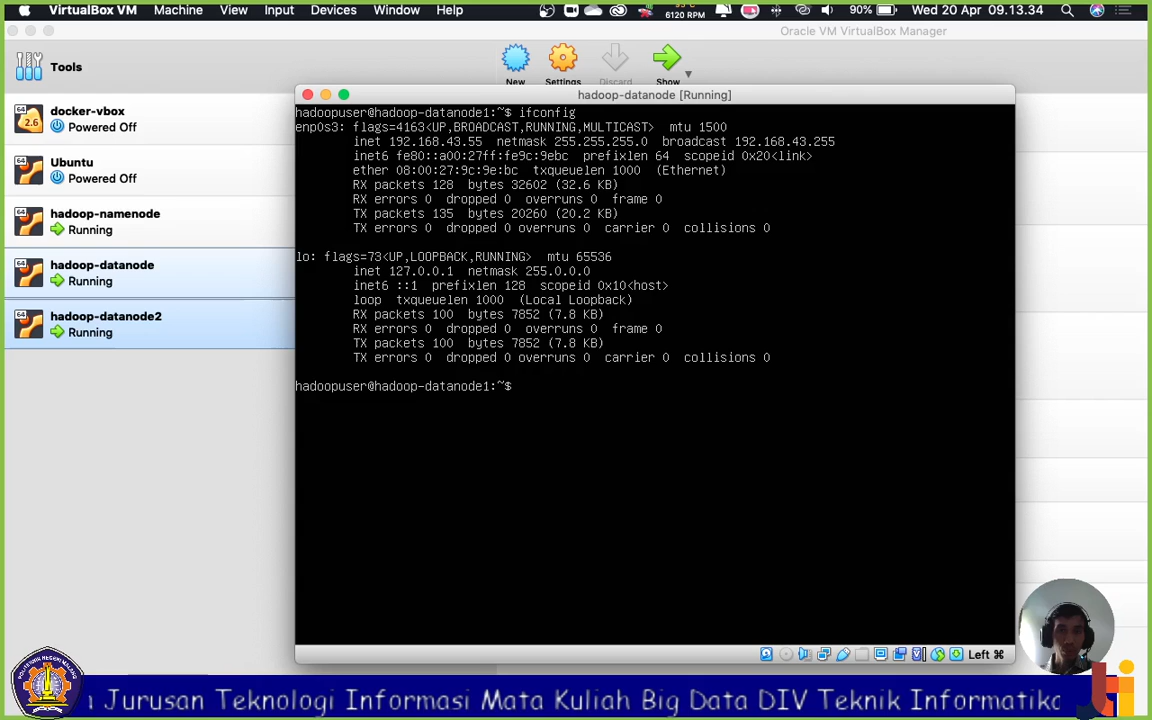 VirtualBox VM Machine View Input Devices Window Help 6120 RPM 90% Wed 20 Apr 09.13.34
Oracle VM VirtualBox Manager
Tools
New Settings Discard Show
hadoop-datanode [Running]
64 docker-vbox
2.6 Powered Off
64 Ubuntu
Powered Off
64 hadoop-namenode
Running
64 hadoop-datanode
Running
64 hadoop-datanode2
Running
hadoopuser@hadoop-datanode1:~$ ifconfig
enp0s3: flags=4163<UP,BROADCAST,RUNNING,MULTICAST> mtu 1500
inet 192.168.43.55 netmask 255.255.255.0 broadcast 192.168.43.255
inet6 fe80::a00:27ff:fe9c:9ebc prefixlen 64 scopeid 0x20<link>
ether 08:00:27:9c:9e:bc txqueuelen 1000 (Ethernet)
RX packets 128 bytes 32602 (32.6 KB)
RX errors 0 dropped 0 overruns 0 frame 0
TX packets 135 bytes 20260 (20.2 KB)
TX errors 0 dropped 0 overruns 0 carrier 0 collisions 0
lo: flags=73<UP,LOOPBACK,RUNNING> mtu 65536
inet 127.0.0.1 netmask 255.0.0.0
inet6 ::1 prefixlen 128 scopeid 0x10<host>
loop txqueuelen 1000 (Local Loopback)
RX packets 100 bytes 7852 (7.8 KB)
RX errors 0 dropped 0 overruns 0 frame 0
TX packets 100 bytes 7852 (7.8 KB)
TX errors 0 dropped 0 overruns 0 carrier 0 collisions 0
hadoopuser@hadoop-datanode1:~$
Left ⌘
Jurusan Teknologi Informasi Mata Kuliah Big Data DIV Teknik Informatika